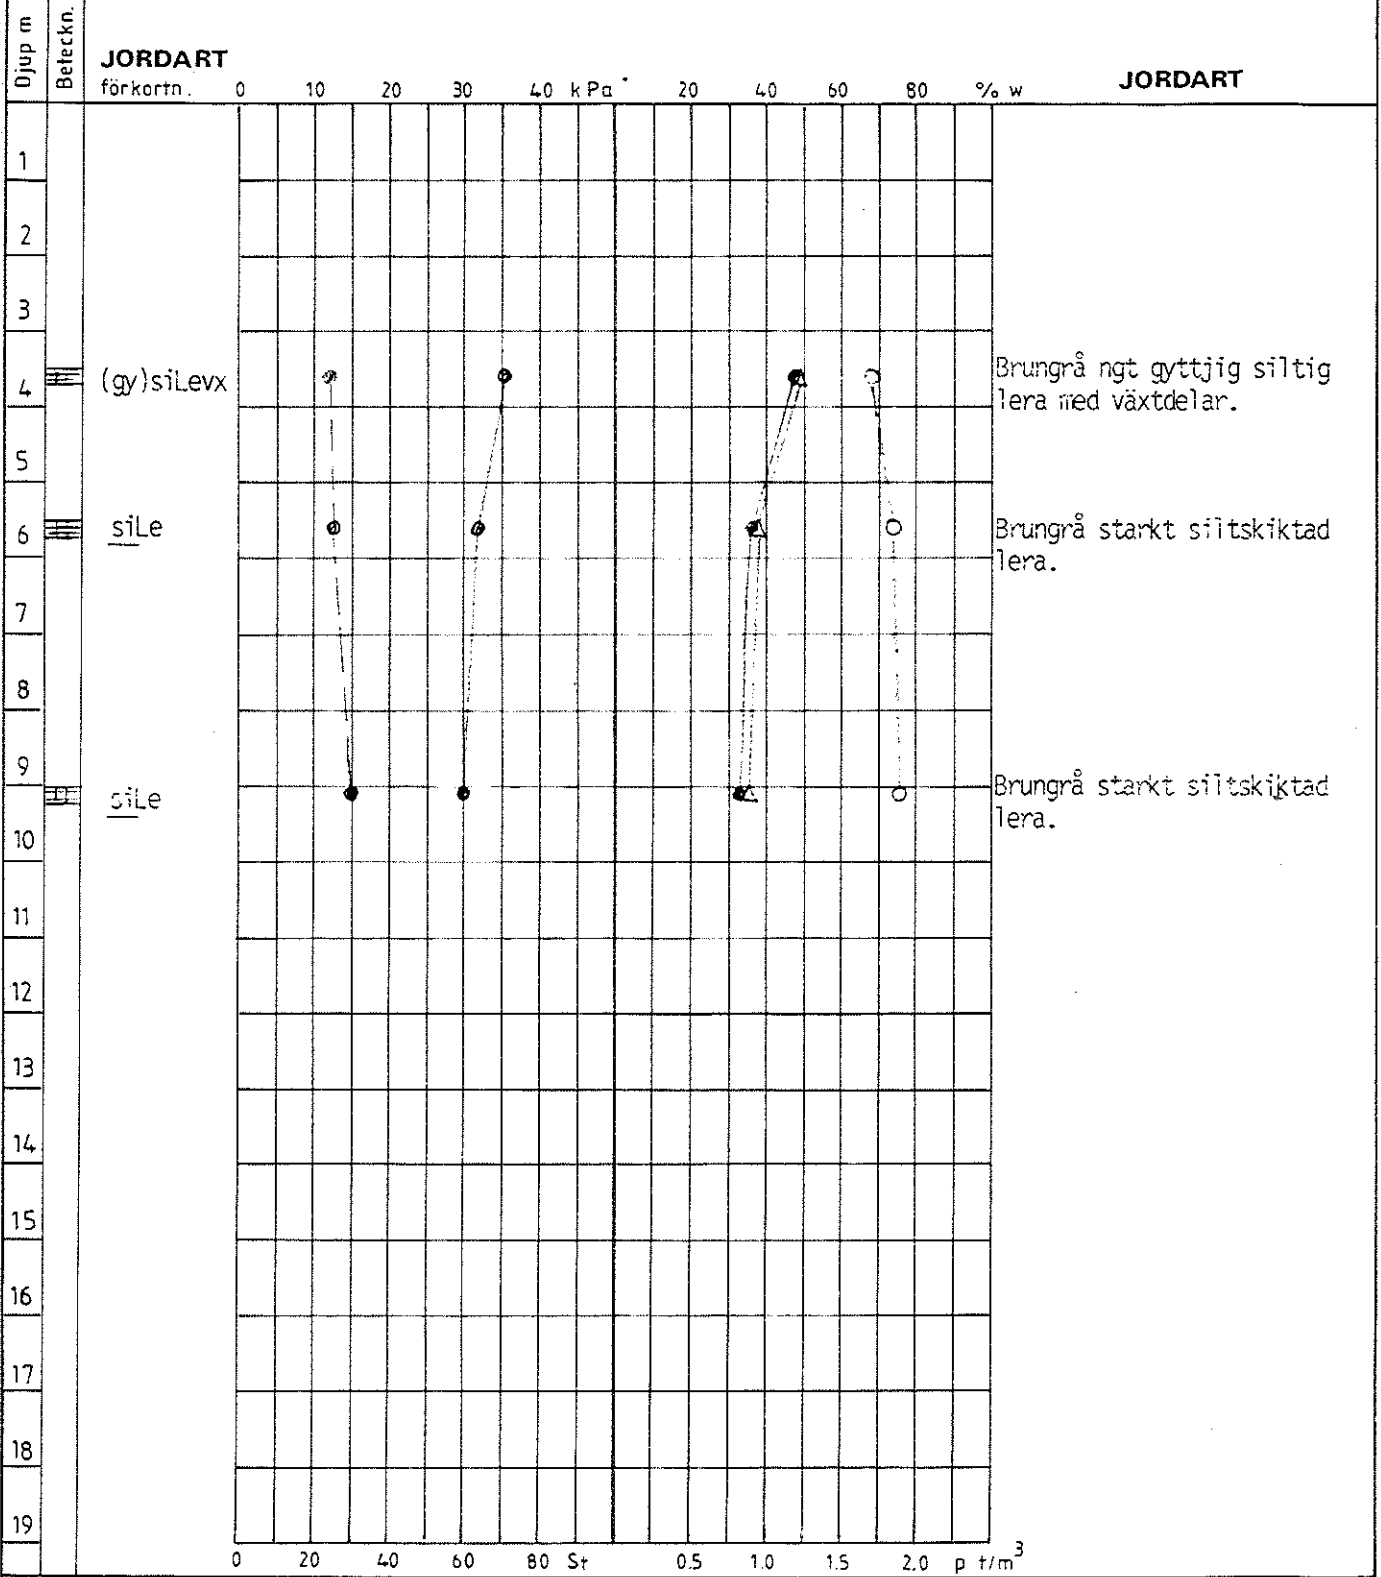 Djup m
Beteckn.
JORDART
förkortn.
0 10 20 30 40 kPa 20 40 60 80 % w
JORDART
1
2
3
4 (gy)siLevx
Brungrå ngt gyttjig siltig
lera med växtdelar.
5
6 siLe
Brungrå starkt siltskiktad
lera.
7
8
9 siLe
Brungrå starkt siltskiktad
lera.
10
11
12
13
14
15
16
17
18
19
0 20 40 60 80 St 0.5 1.0 1.5 2.0 p t/m³